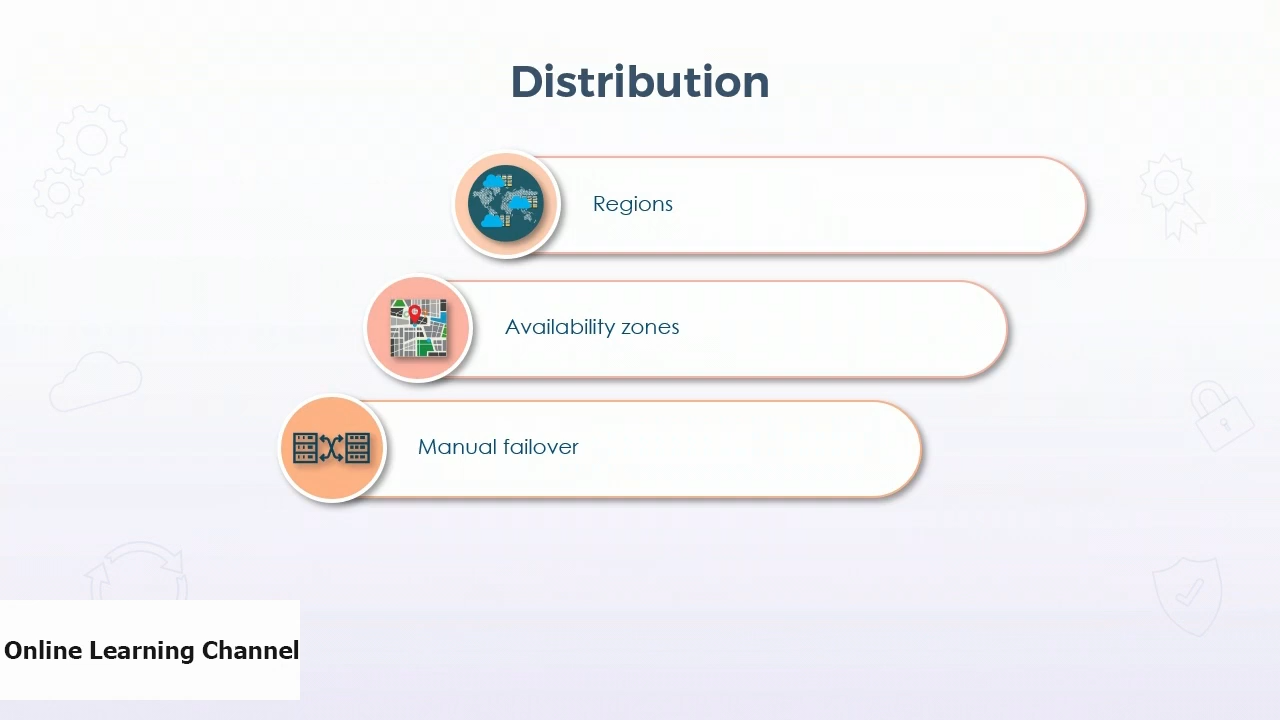 Distribution
Regions
Availability zones
Manual failover
Online Learning Channel